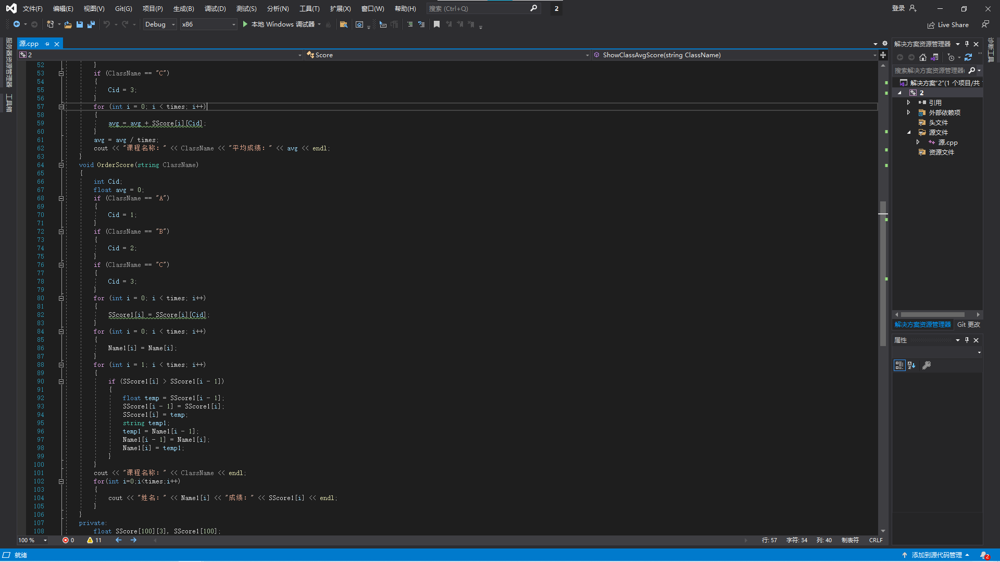 文件(F) 编辑(E) 视图(V) Git(G) 项目(P) 生成(B) 调试(D) 测试(S) 分析(N) 工具(T) 扩展(X) 窗口(W) 帮助(H) 搜索 (Ctrl+Q) 2 登录
Debug x86 本地 Windows 调试器 Live Share
服务器资源管理器
工具箱
源.cpp
2 Score ShowClassAvgScore(string ClassName)
52 }
53 if (ClassName == "C")
54 {
55 Cid = 3;
56 }
57 for (int i = 0; i < times; i++)
58 {
59 avg = avg + SScore[i][Cid];
60 }
61 avg = avg / times;
62 cout << "课程名称：" << ClassName << "平均成绩：" << avg << endl;
63 }
64 void OrderScore(string ClassName)
65 {
66 int Cid;
67 float avg = 0;
68 if (ClassName == "A")
69 {
70 Cid = 1;
71 }
72 if (ClassName == "B")
73 {
74 Cid = 2;
75 }
76 if (ClassName == "C")
77 {
78 Cid = 3;
79 }
80 for (int i = 0; i < times; i++)
81 {
82 SScore1[i] = SScore[i][Cid];
83 }
84 for (int i = 0; i < times; i++)
85 {
86 Name1[i] = Name[i];
87 }
88 for (int i = 1; i < times; i++)
89 {
90 if (SScore1[i] > SScore1[i - 1])
91 {
92 float temp = SScore1[i - 1];
93 SScore1[i - 1] = SScore1[i];
94 SScore1[i] = temp;
95 string temp1;
96 temp1 = Name1[i - 1];
97 Name1[i - 1] = Name1[i];
98 Name1[i] = temp1;
99 }
100 }
101 cout << "课程名称：" << ClassName << endl;
102 for(int i=0;i<times;i++)
103 {
104 cout << "姓名：" << Name1[i] << "成绩：" << SScore1[i] << endl;
105 }
106 }
107 private:
108 float SScore[100][3], SScore1[100];
100 % 0 11 行: 57 字符: 34 列: 40 制表符 CRLF
解决方案资源管理器
搜索解决方案资源管理器(
解决方案"2"(1 个项目/共
2
引用
外部依赖项
头文件
源文件
源.cpp
资源文件
解决方案资源管理器 Git 更改
属性
诊断工具
就绪 添加到源代码管理 2